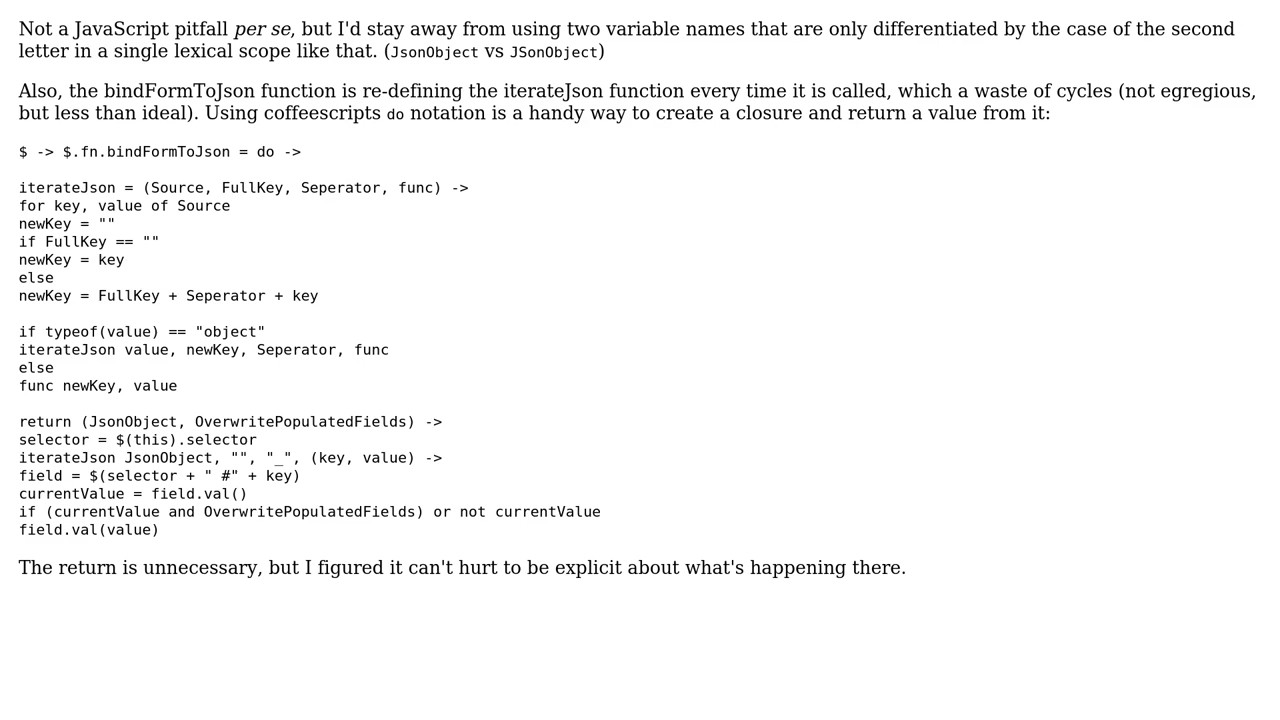 Not a JavaScript pitfall per se, but I'd stay away from using two variable names that are only differentiated by the case of the second
letter in a single lexical scope like that. (JsonObject vs JSonObject)
Also, the bindFormToJson function is re-defining the iterateJson function every time it is called, which a waste of cycles (not egregious,
but less than ideal). Using coffeescripts do notation is a handy way to create a closure and return a value from it:
$ -> $.fn.bindFormToJson = do ->
iterateJson = (Source, FullKey, Seperator, func) ->
for key, value of Source
newKey = ""
if FullKey == ""
newKey = key
else
newKey = FullKey + Seperator + key
if typeof(value) == "object"
iterateJson value, newKey, Seperator, func
else
func newKey, value
return (JsonObject, OverwritePopulatedFields) ->
selector = $(this).selector
iterateJson JsonObject, "", "_", (key, value) ->
field = $(selector + " #" + key)
currentValue = field.val()
if (currentValue and OverwritePopulatedFields) or not currentValue
field.val(value)
The return is unnecessary, but I figured it can't hurt to be explicit about what's happening there.